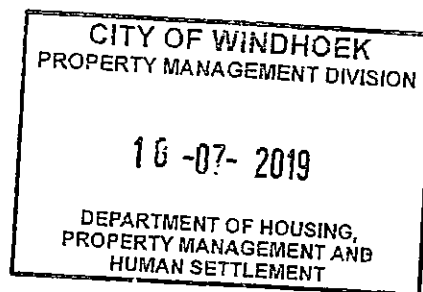 CITY OF WINDHOEK
PROPERTY MANAGEMENT DIVISION
16 -07- 2019
DEPARTMENT OF HOUSING,
PROPERTY MANAGEMENT AND
HUMAN SETTLEMENT